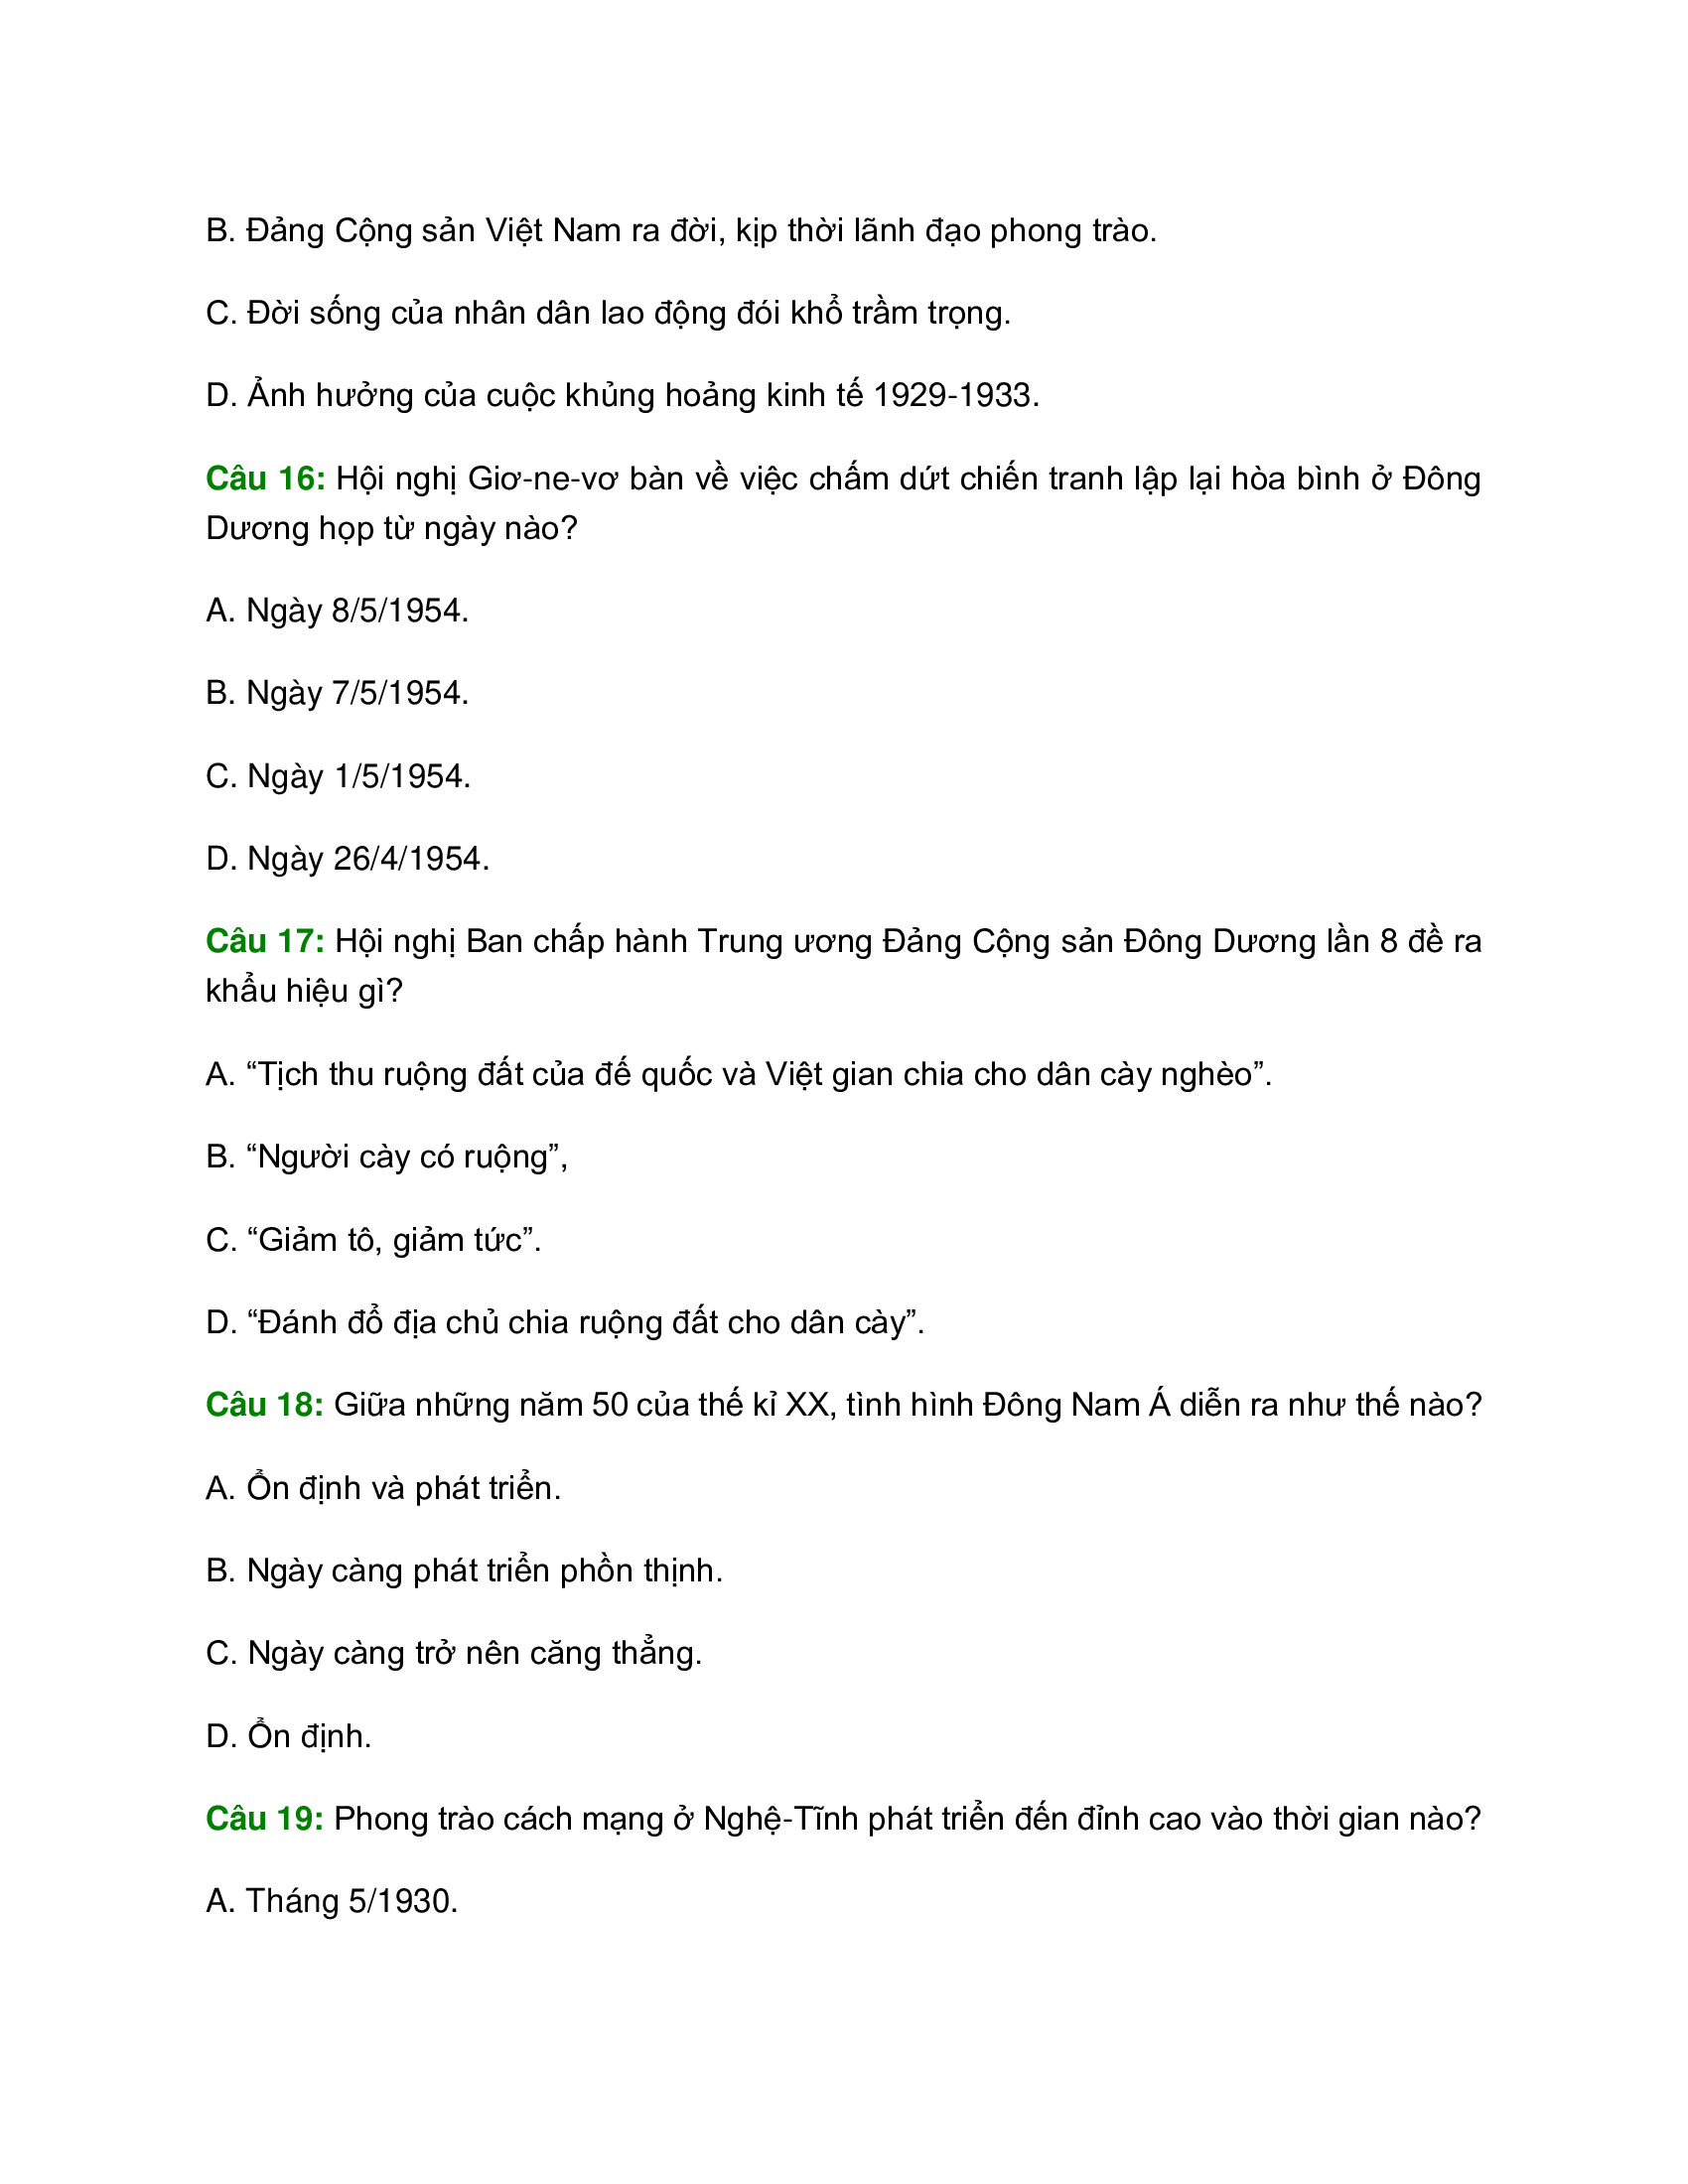 B. Đảng Cộng sản Việt Nam ra đời, kịp thời lãnh đạo phong trào.
C. Đời sống của nhân dân lao động đói khổ trầm trọng.
D. Ảnh hưởng của cuộc khủng hoảng kinh tế 1929-1933.
Câu 16: Hội nghị Giơ-ne-vơ bàn về việc chấm dứt chiến tranh lập lại hòa bình ở Đông
Dương họp từ ngày nào?
A. Ngày 8/5/1954.
B. Ngày 7/5/1954.
C. Ngày 1/5/1954.
D. Ngày 26/4/1954.
Câu 17: Hội nghị Ban chấp hành Trung ương Đảng Cộng sản Đông Dương lần 8 đề ra
khẩu hiệu gì?
A. “Tịch thu ruộng đất của đế quốc và Việt gian chia cho dân cày nghèo”.
B. “Người cày có ruộng”,
C. “Giảm tô, giảm tức”.
D. “Đánh đổ địa chủ chia ruộng đất cho dân cày”.
Câu 18: Giữa những năm 50 của thế kỉ XX, tình hình Đông Nam Á diễn ra như thế nào?
A. Ổn định và phát triển.
B. Ngày càng phát triển phồn thịnh.
C. Ngày càng trở nên căng thẳng.
D. Ổn định.
Câu 19: Phong trào cách mạng ở Nghệ-Tĩnh phát triển đến đỉnh cao vào thời gian nào?
A. Tháng 5/1930.